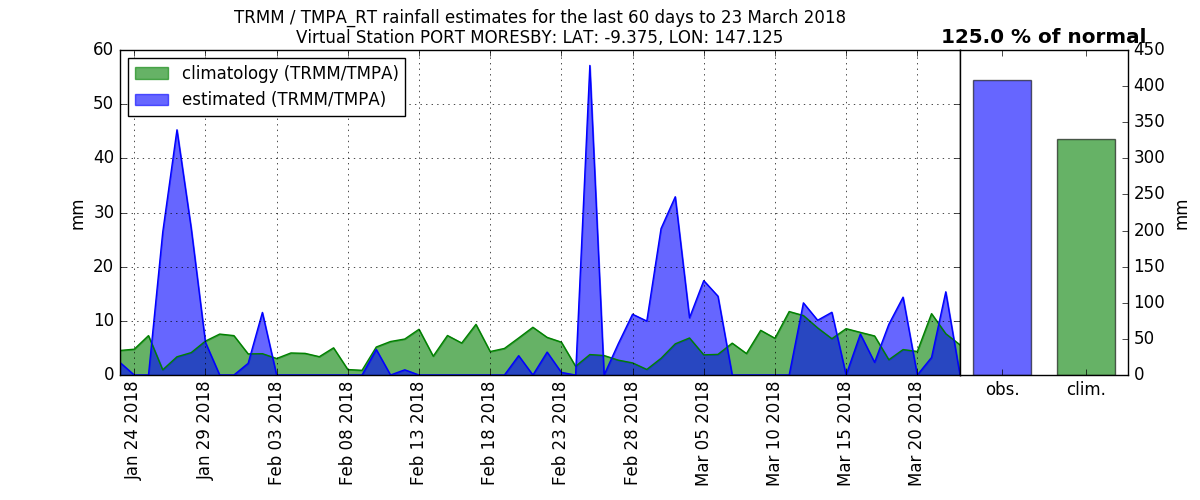 TRMM / TMPA_RT rainfall estimates for the last 60 days to 23 March 2018
Virtual Station PORT MORESBY: LAT: -9.375, LON: 147.125
125.0 % of normal
climatology (TRMM/TMPA)
estimated (TRMM/TMPA)
60
50
40
30
20
10
0
mm
Jan 24 2018
Jan 29 2018
Feb 03 2018
Feb 08 2018
Feb 13 2018
Feb 18 2018
Feb 23 2018
Feb 28 2018
Mar 05 2018
Mar 10 2018
Mar 15 2018
Mar 20 2018
obs.
clim.
450
400
350
300
250
200
150
100
50
0
mm